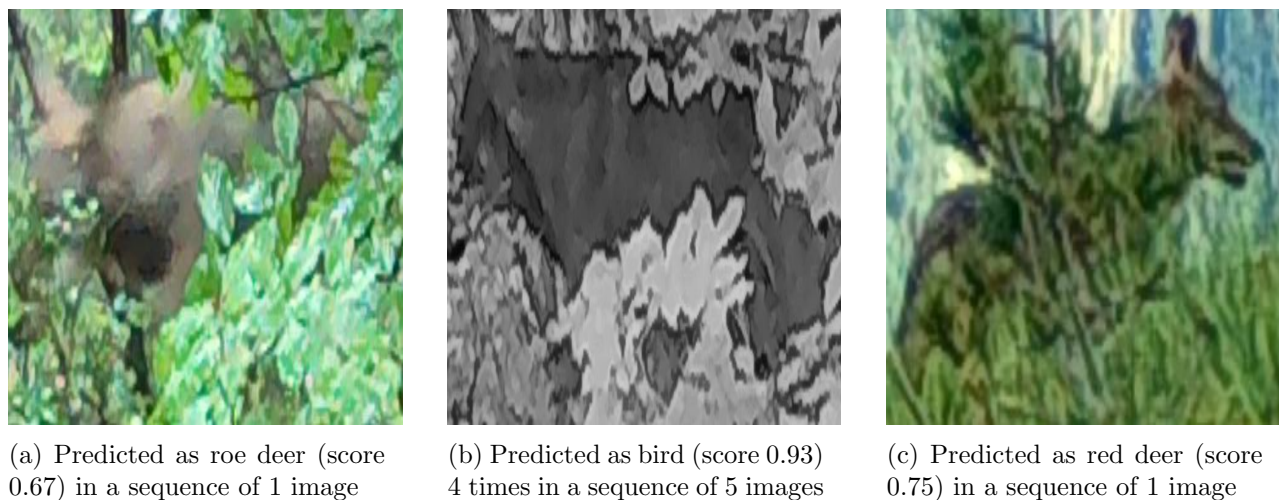 (a) Predicted as roe deer (score
0.67) in a sequence of 1 image
(b) Predicted as bird (score 0.93)
4 times in a sequence of 5 images
(c) Predicted as red deer (score
0.75) in a sequence of 1 image